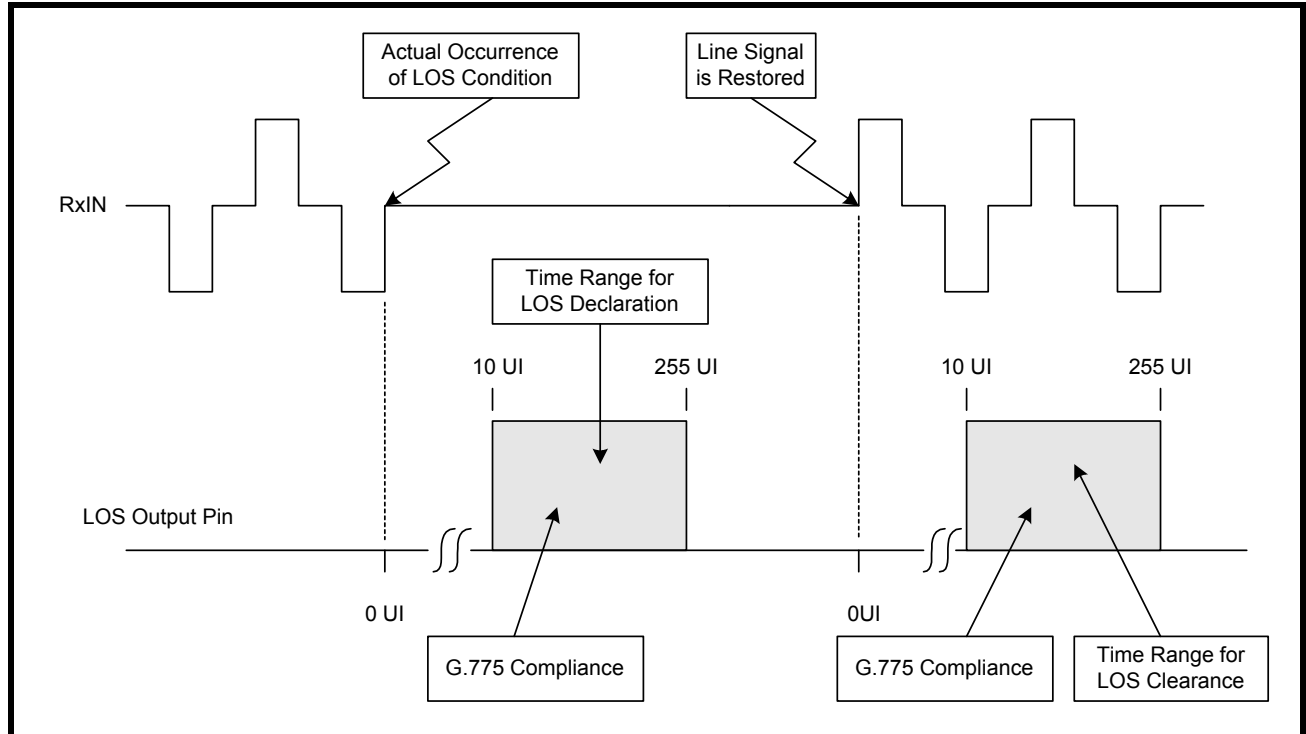 Actual Occurrence
of LOS Condition
Line Signal
is Restored
RxIN
Time Range for
LOS Declaration
10 UI
255 UI
10 UI
255 UI
LOS Output Pin
0 UI
0UI
G.775 Compliance
G.775 Compliance
Time Range for
LOS Clearance